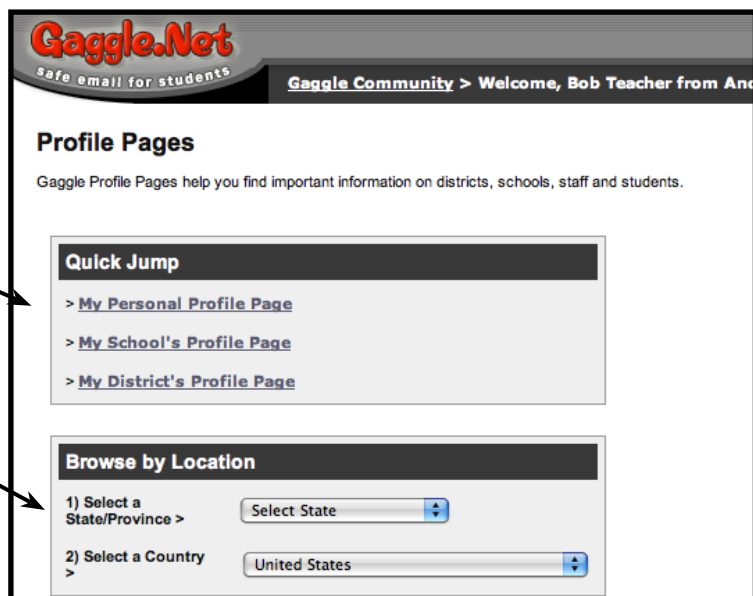 Gaggle.Net
safe email for students
Gaggle Community > Welcome, Bob Teacher from
Profile Pages
Gaggle Profile Pages help you find important information on districts, schools, staff and students.
Quick Jump
> My Personal Profile Page
> My School's Profile Page
> My District's Profile Page
Browse by Location
1) Select a
State/Province >
Select State
2) Select a Country
>
United States